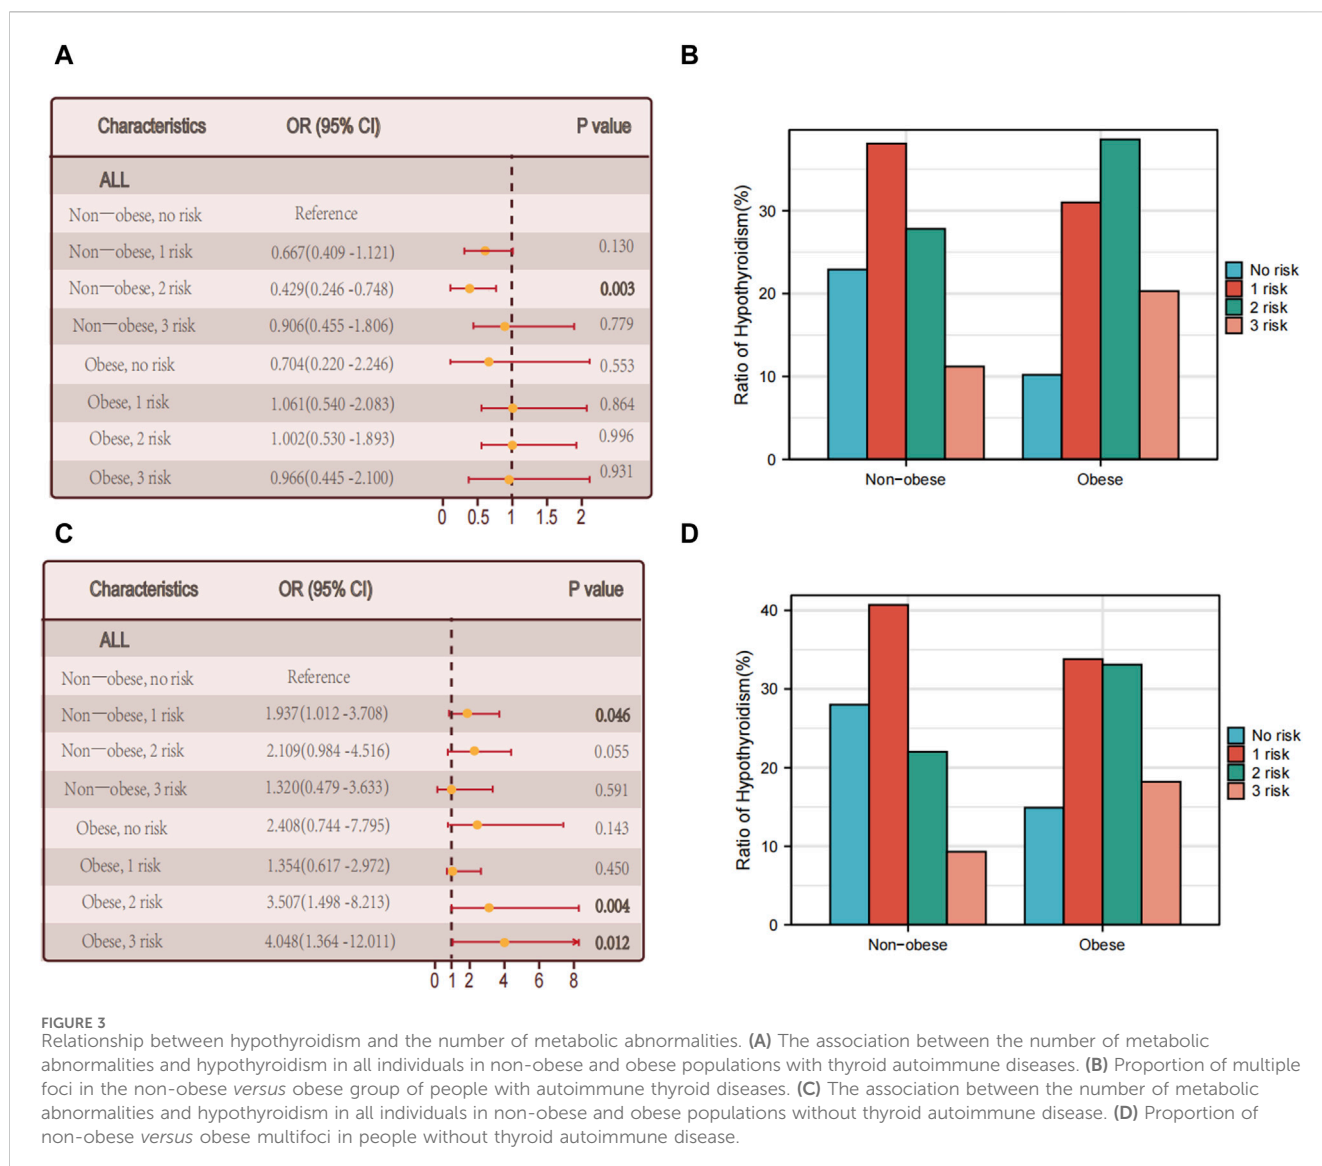 A
Characteristics OR (95% CI) P value
ALL
Non—obese, no risk Reference
Non—obese, 1 risk 0.667(0.409 -1.121) 0.130
Non—obese, 2 risk 0.429(0.246 -0.748) 0.003
Non—obese, 3 risk 0.906(0.455 -1.806) 0.779
Obese, no risk 0.704(0.220 -2.246) 0.553
Obese, 1 risk 1.061(0.540 -2.083) 0.864
Obese, 2 risk 1.002(0.530 -1.893) 0.996
Obese, 3 risk 0.966(0.445 -2.100) 0.931
0 0.5 1 1.5 2
B
Ratio of Hypothyroidism(%)
30
20
10
0
Non−obese Obese
No risk
1 risk
2 risk
3 risk
C
Characteristics OR (95% CI) P value
ALL
Non—obese, no risk Reference
Non—obese, 1 risk 1.937(1.012 -3.708) 0.046
Non—obese, 2 risk 2.109(0.984 -4.516) 0.055
Non—obese, 3 risk 1.320(0.479 -3.633) 0.591
Obese, no risk 2.408(0.744 -7.795) 0.143
Obese, 1 risk 1.354(0.617 -2.972) 0.450
Obese, 2 risk 3.507(1.498 -8.213) 0.004
Obese, 3 risk 4.048(1.364 -12.011) 0.012
0 1 2 4 6 8
D
Ratio of Hypothyroidism(%)
40
30
20
10
0
Non−obese Obese
No risk
1 risk
2 risk
3 risk
FIGURE 3
Relationship between hypothyroidism and the number of metabolic abnormalities. (A) The association between the number of metabolic
abnormalities and hypothyroidism in all individuals in non-obese and obese populations with thyroid autoimmune diseases. (B) Proportion of multiple
foci in the non-obese versus obese group of people with autoimmune thyroid diseases. (C) The association between the number of metabolic
abnormalities and hypothyroidism in all individuals in non-obese and obese populations without thyroid autoimmune disease. (D) Proportion of
non-obese versus obese multifoci in people without thyroid autoimmune disease.